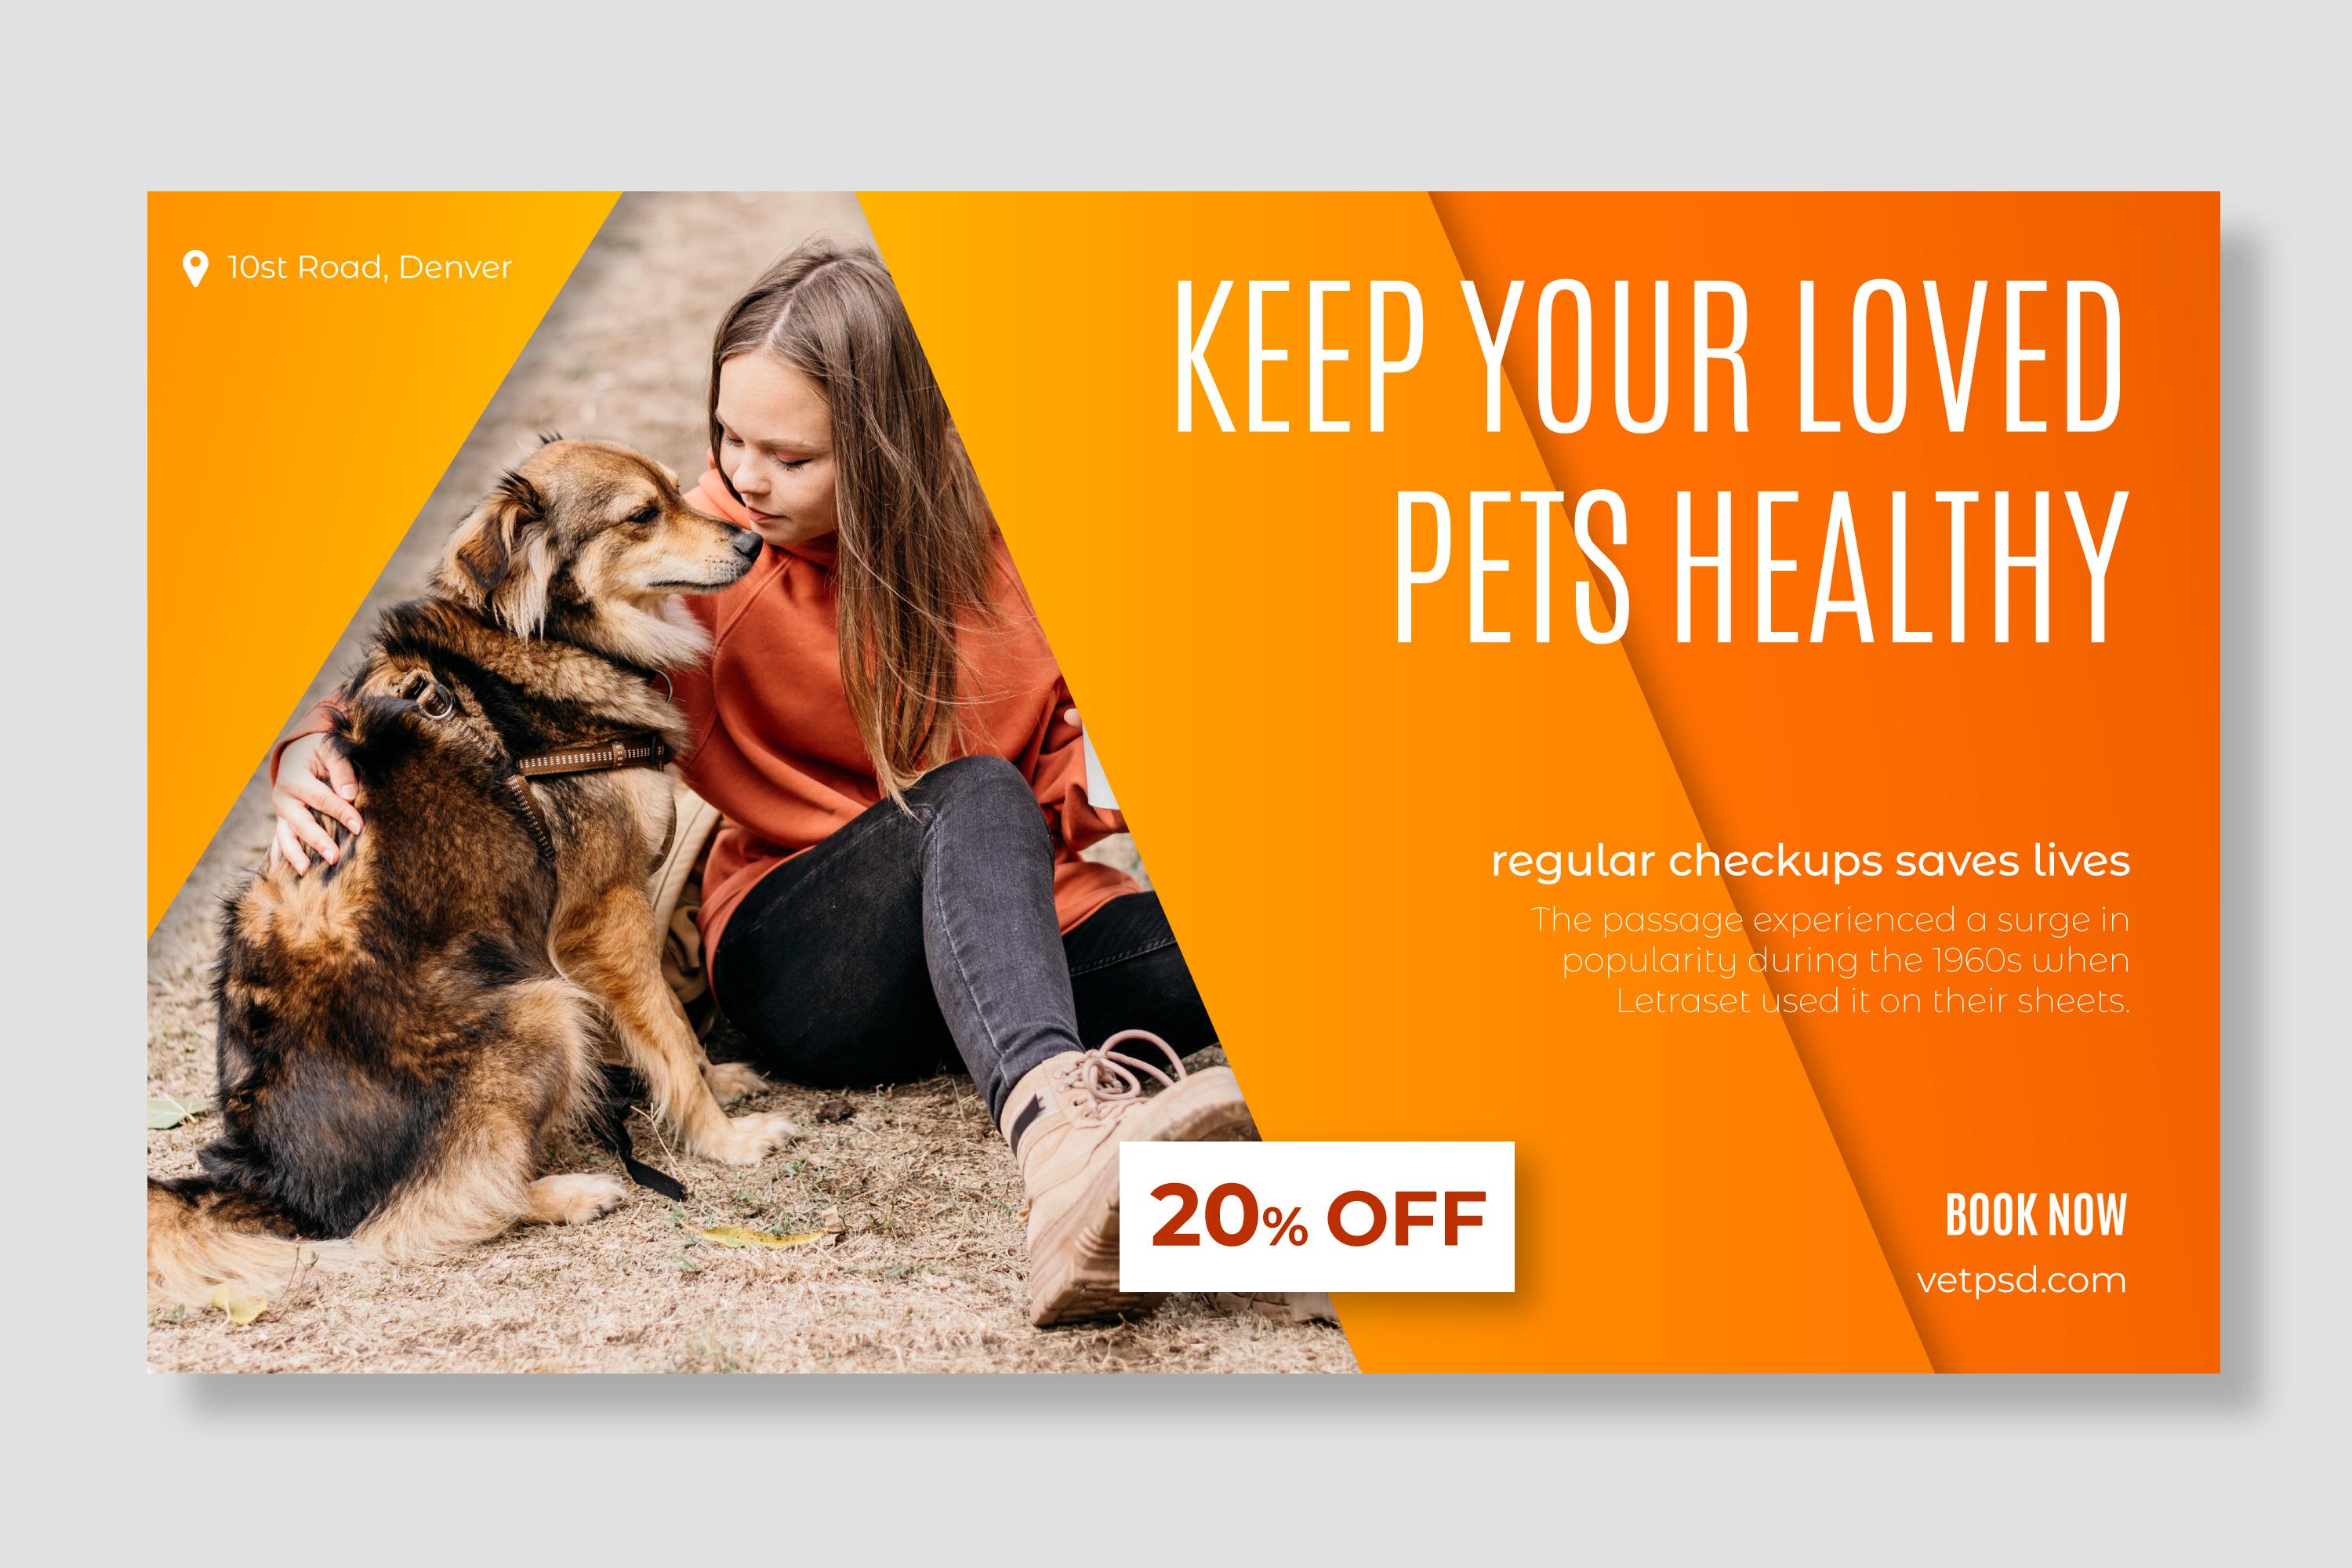 10st Road, Denver
KEEP YOUR LOVED
PETS HEALTHY
regular checkups saves lives
The passage experienced a surge in
popularity during the 1960s when
Letraset used it on their sheets.
20% OFF
BOOK NOW
vetpsd.com